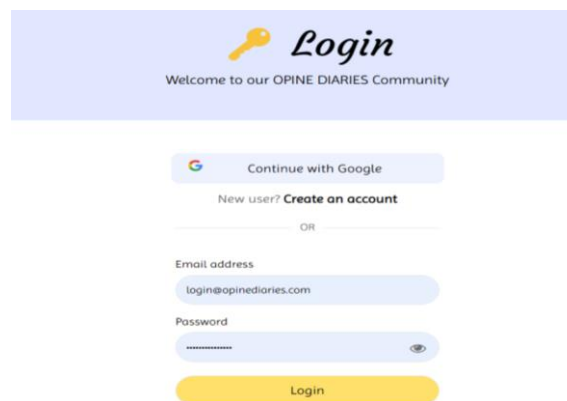 Login
Welcome to our OPINE DIARIES Community
Continue with Google
New user? Create an account
OR
Email address
login@opinediaries.com
Password
Login